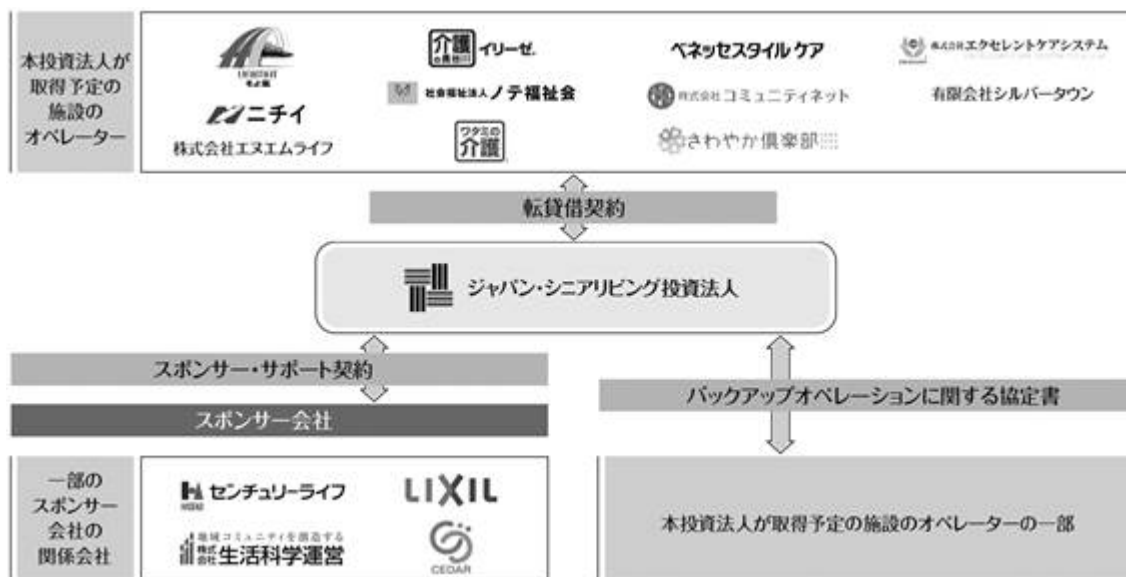 本投資法人が
取得予定の
施設の
オペレーター
ニチイ
株式会社エヌエムライフ
介護
イリーゼ
社会福祉法人 ノテ福祉会
ワタミの
介護
ベネッセスタイル ケア
株式会社 コミュニティネット
さわやか倶楽部
株式会社エクセレントケアシステム
有限会社シルバータウン
転貸借契約
ジャパン・シニアリビング投資法人
スポンサー・サポート契約
スポンサー会社
バックアップオペレーションに関する協定書
一部の
スポンサー
会社の
関係会社
センチュリーライフ
LIXIL
地域コミュニティを創造する
株式会社 生活科学運営
CEDAR
本投資法人が取得予定の施設のオペレーターの一部